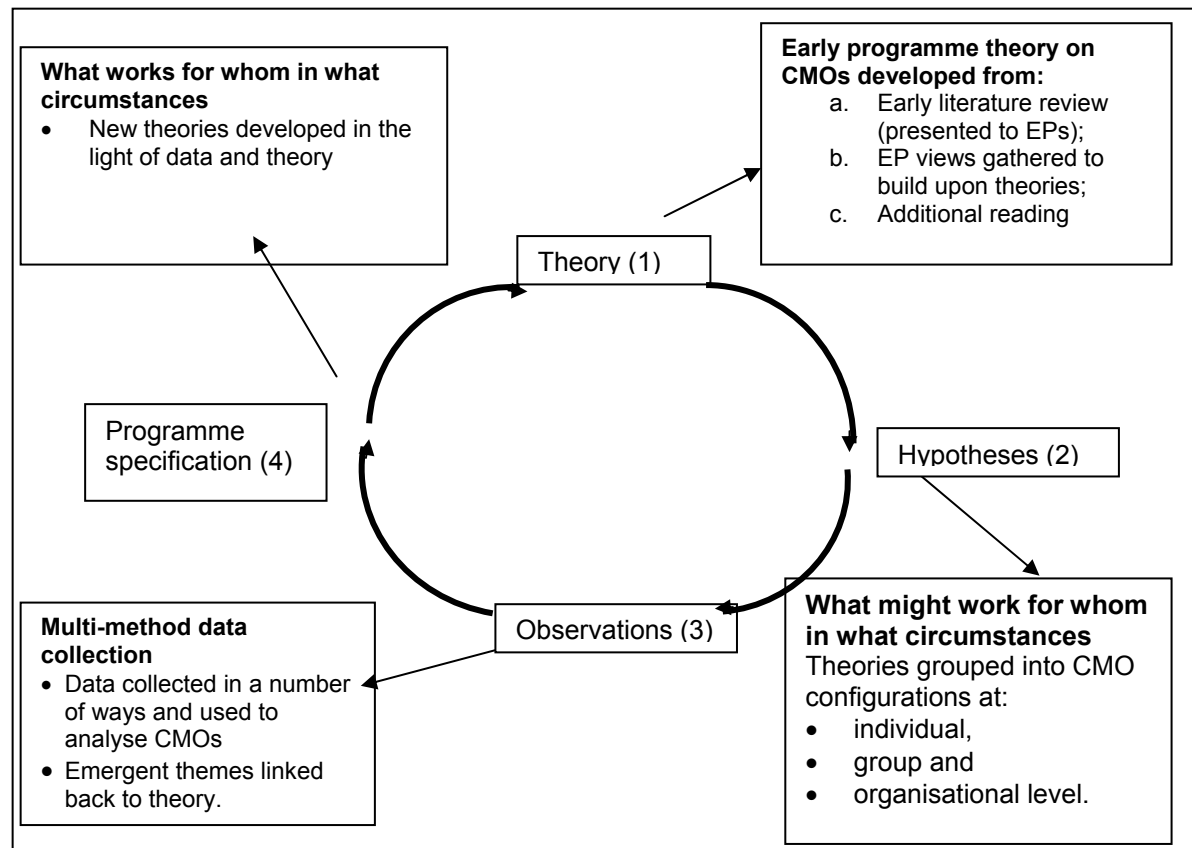 What works for whom in what
circumstances
• New theories developed in the
light of data and theory
Early programme theory on
CMOs developed from:
a. Early literature review
(presented to EPs);
b. EP views gathered to
build upon theories;
c. Additional reading
Theory (1)
Programme
specification (4)
Hypotheses (2)
Observations (3)
Multi-method data
collection
• Data collected in a number
of ways and used to
analyse CMOs
• Emergent themes linked
back to theory.
What might work for whom
in what circumstances
Theories grouped into CMO
configurations at:
• individual,
• group and
• organisational level.